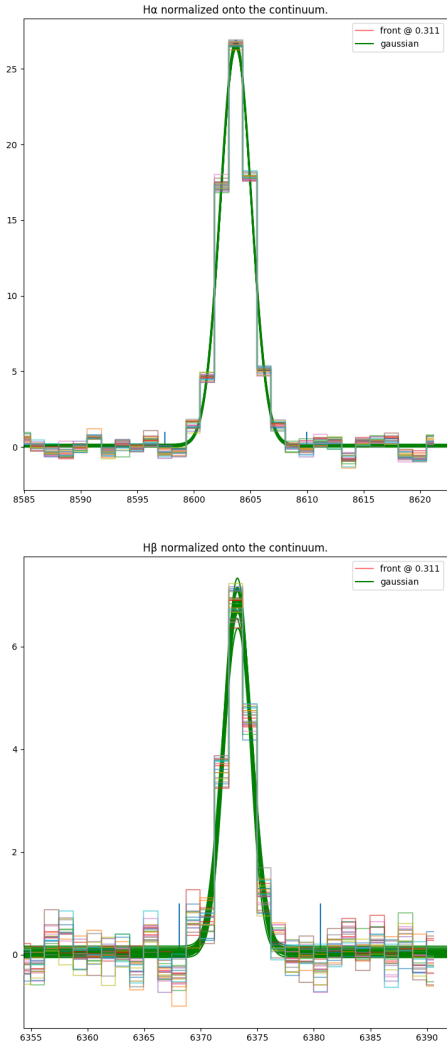 Hα normalized onto the continuum.
front @ 0.311
gaussian
25
20
15
10
5
0
8585 8590 8595 8600 8605 8610 8615 8620
Hβ normalized onto the continuum.
front @ 0.311
gaussian
6
4
2
0
6355 6360 6365 6370 6375 6380 6385 6390